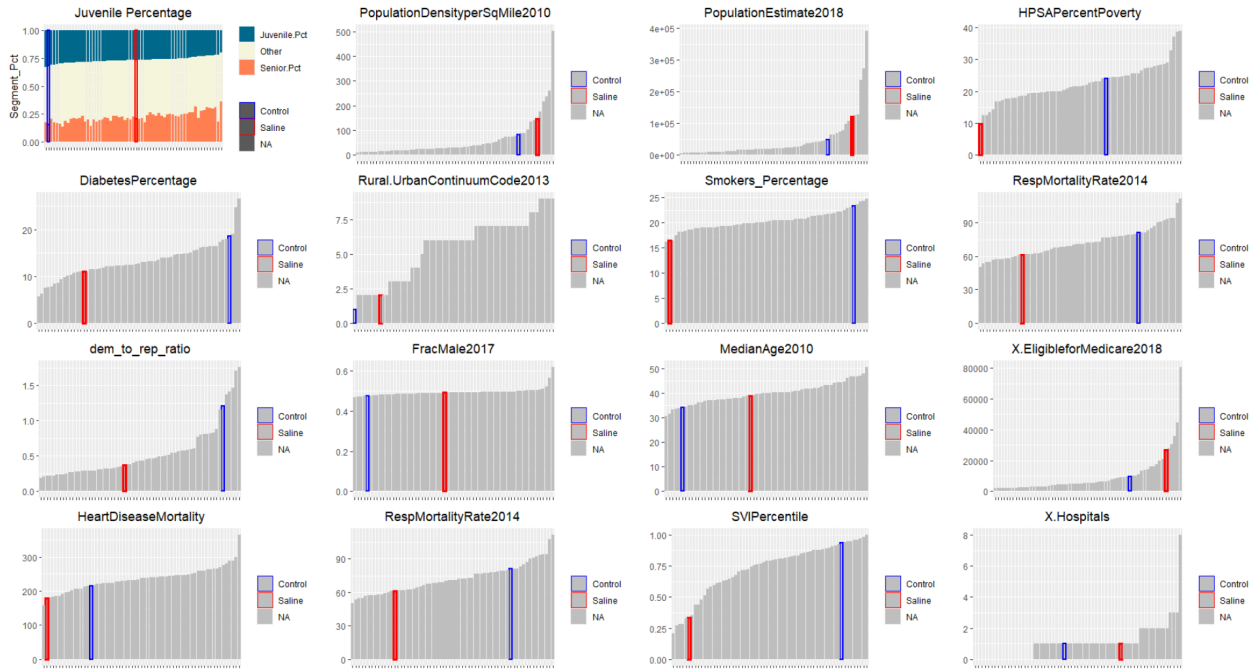 Juvenile Percentage
Segment_Pct
1.00
0.75
0.50
0.25
0.00
Juvenile.Pct
Other
Senior.Pct
Control
Saline
NA
PopulationDensityperSqMile2010
500
400
300
200
100
0
Control
Saline
NA
PopulationEstimate2018
4e+05
3e+05
2e+05
1e+05
0e+00
Control
Saline
NA
HPSAPercentPoverty
40
30
20
10
0
Control
Saline
NA
DiabetesPercentage
20
10
0
Control
Saline
NA
Rural.UrbanContinuumCode2013
7.5
5.0
2.5
0.0
Control
Saline
NA
Smokers_Percentage
25
20
15
10
5
0
Control
Saline
NA
RespMortalityRate2014
90
60
30
0
Control
Saline
NA
dem_to_rep_ratio
1.5
1.0
0.5
0.0
Control
Saline
NA
FracMale2017
0.6
0.4
0.2
0.0
Control
Saline
NA
MedianAge2010
50
40
30
20
10
0
Control
Saline
NA
X.EligibleforMedicare2018
80000
60000
40000
20000
0
Control
Saline
NA
HeartDiseaseMortality
300
200
100
0
Control
Saline
NA
RespMortalityRate2014
90
60
30
0
Control
Saline
NA
SVIPercentile
1.00
0.75
0.50
0.25
0.00
Control
Saline
NA
X.Hospitals
8
6
4
2
0
Control
Saline
NA